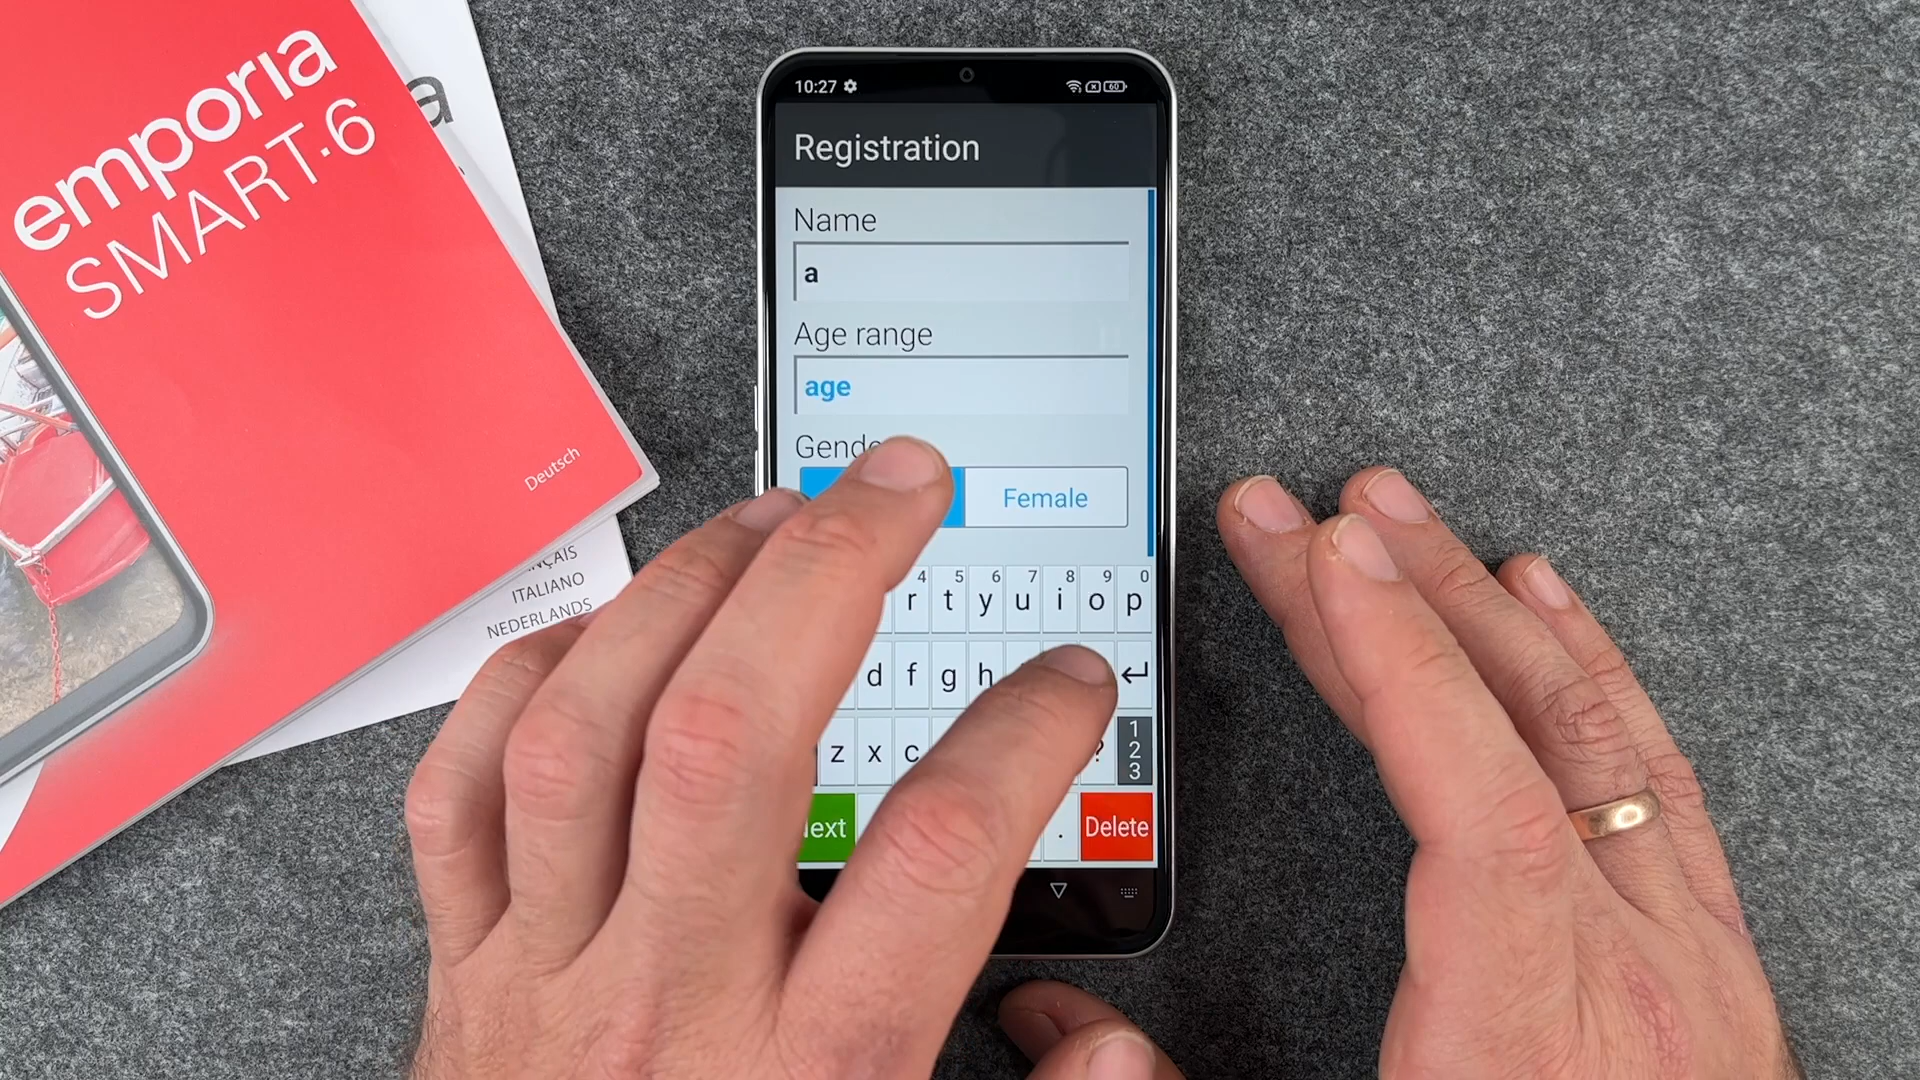 emporia
SMART.6
Deutsch
a
ITALIANO
NEDERLANDS
10:27
60
Registration
Name
a
Age range
age
Female
4 5 6 7 8 9 0
r t y u i o p
d f g h
z x c ? 1 2 3
. Delete